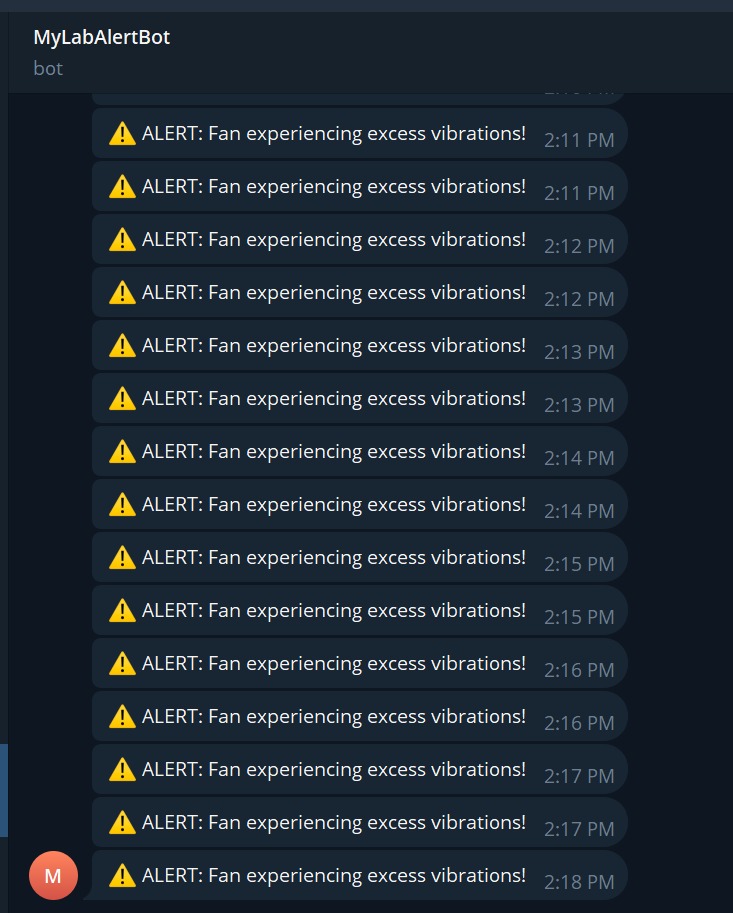 MyLabAlertBot
bot
⚠️ ALERT: Fan experiencing excess vibrations! 2:11 PM
⚠️ ALERT: Fan experiencing excess vibrations! 2:11 PM
⚠️ ALERT: Fan experiencing excess vibrations! 2:12 PM
⚠️ ALERT: Fan experiencing excess vibrations! 2:12 PM
⚠️ ALERT: Fan experiencing excess vibrations! 2:13 PM
⚠️ ALERT: Fan experiencing excess vibrations! 2:13 PM
⚠️ ALERT: Fan experiencing excess vibrations! 2:14 PM
⚠️ ALERT: Fan experiencing excess vibrations! 2:14 PM
⚠️ ALERT: Fan experiencing excess vibrations! 2:15 PM
⚠️ ALERT: Fan experiencing excess vibrations! 2:15 PM
⚠️ ALERT: Fan experiencing excess vibrations! 2:16 PM
⚠️ ALERT: Fan experiencing excess vibrations! 2:16 PM
⚠️ ALERT: Fan experiencing excess vibrations! 2:17 PM
⚠️ ALERT: Fan experiencing excess vibrations! 2:17 PM
M ⚠️ ALERT: Fan experiencing excess vibrations! 2:18 PM